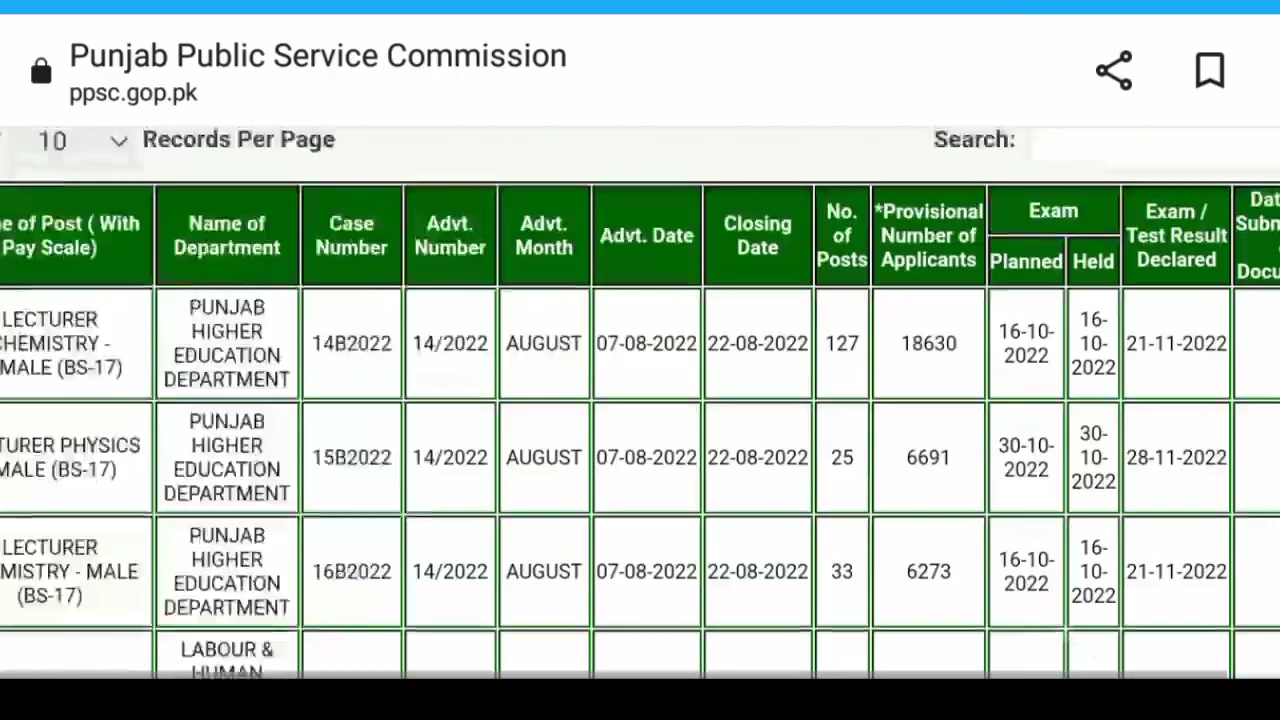 Punjab Public Service Commission
ppsc.gop.pk
10 Records Per Page Search:
Name of Department
Case Number
Advt. Number
Advt. Month
Advt. Date
Closing Date
No. of Posts
*Provisional Number of Applicants
Exam
Planned
Held
Exam / Test Result Declared
of Post ( With
Pay Scale)
LECTURER
MALE (BS-17)
PUNJAB
HIGHER
EDUCATION
DEPARTMENT
14B2022
14/2022
AUGUST
07-08-2022
22-08-2022
127
18630
16-10-
2022
16-
10-
2022
21-11-2022
PHYSICS
MALE (BS-17)
PUNJAB
HIGHER
EDUCATION
DEPARTMENT
15B2022
14/2022
AUGUST
07-08-2022
22-08-2022
25
6691
30-10-
2022
30-
10-
2022
28-11-2022
LECTURER
- MALE
(BS-17)
PUNJAB
HIGHER
EDUCATION
DEPARTMENT
16B2022
14/2022
AUGUST
07-08-2022
22-08-2022
33
6273
16-10-
2022
16-
10-
2022
21-11-2022
LABOUR &
HUMAN